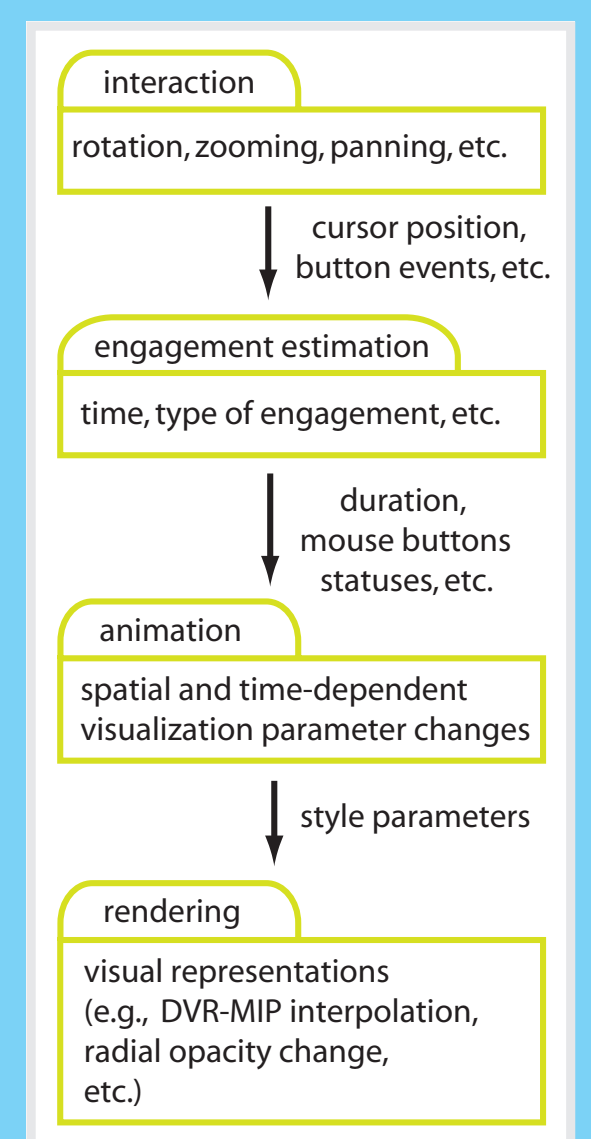 interaction
rotation, zooming, panning, etc.
cursor position,
button events, etc.
engagement estimation
time, type of engagement, etc.
duration,
mouse buttons
statuses, etc.
animation
spatial and time-dependent
visualization parameter changes
style parameters
rendering
visual representations
(e.g., DVR-MIP interpolation,
radial opacity change,
etc.)